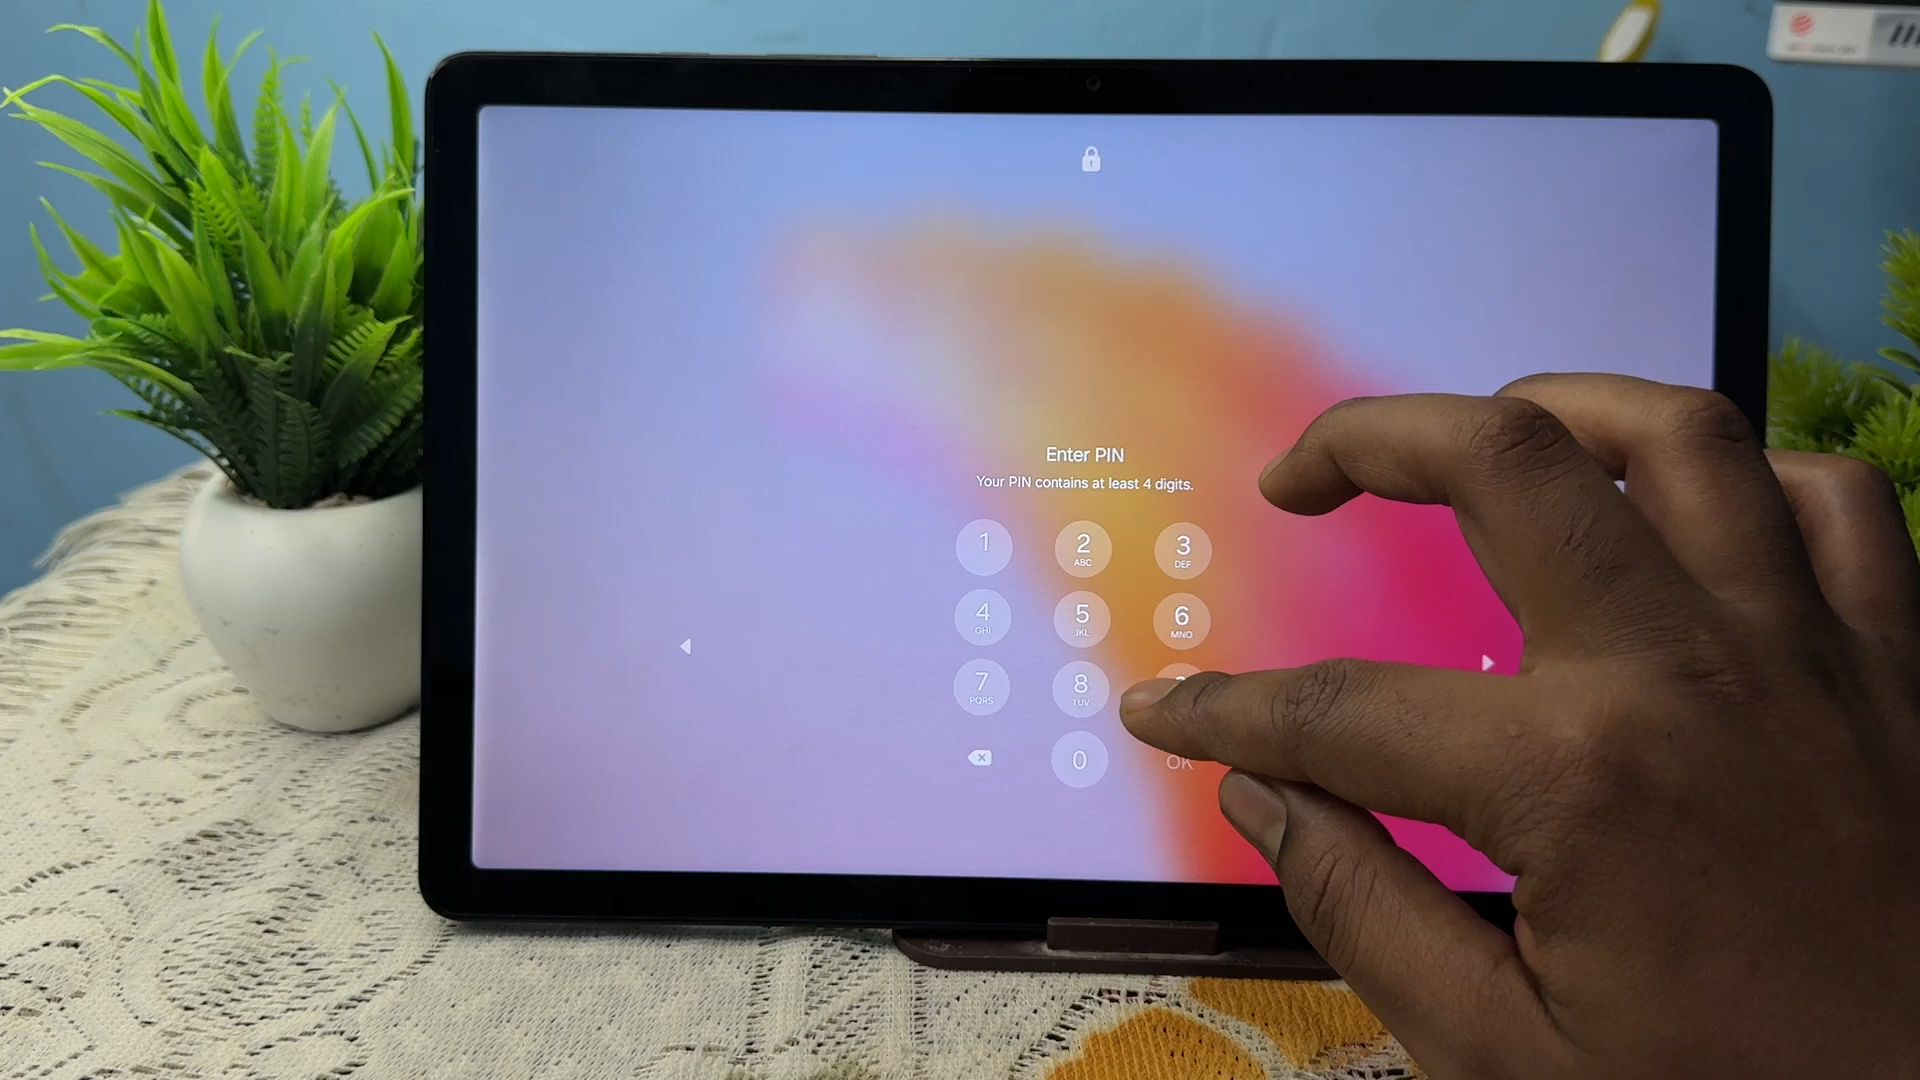 Enter PIN
Your PIN contains at least 4 digits.
1 2 ABC 3 DEF
4 GHI 5 JKL 6 MNO
7 PQRS 8 TUV
0 OK